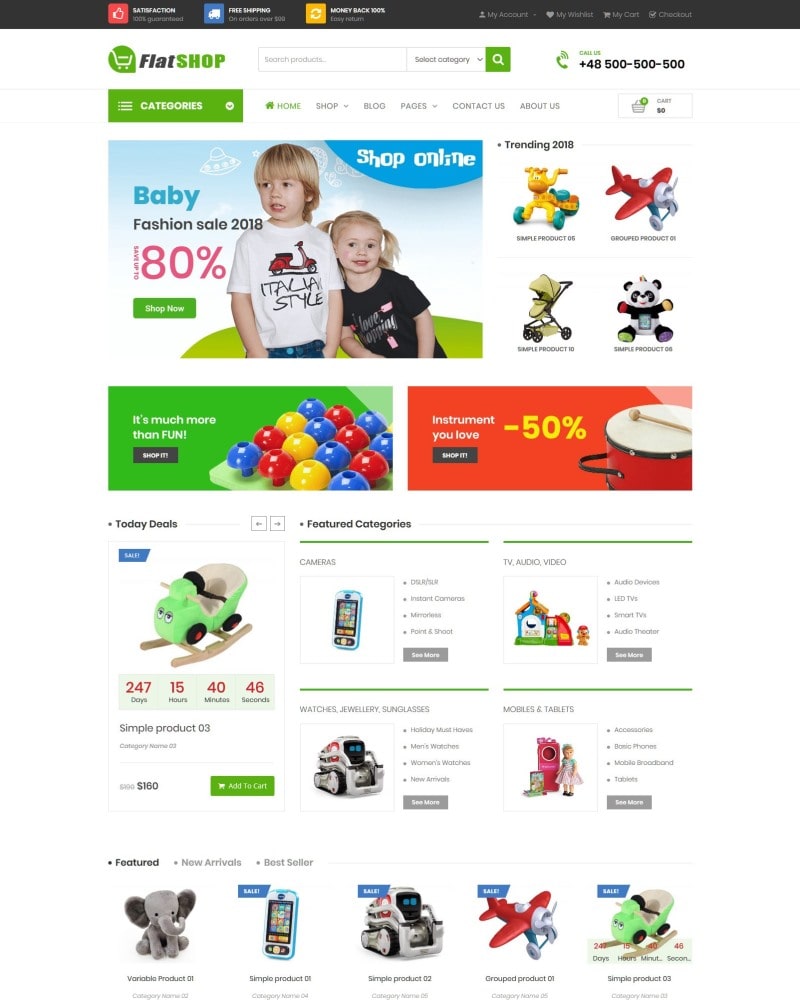 SATISFACTION
100% guaranteed
FREE SHIPPING
On orders over $99
MONEY BACK 100%
Easy return
My Account
My Wishlist
My Cart
Checkout
FlatSHOP
Search products...
Select category
CALL US
+48 500-500-500
CATEGORIES
HOME
SHOP
BLOG
PAGES
CONTACT US
ABOUT US
0
CART
$0
Shop online
Baby
Fashion sale 2018
SAVE UP TO
80%
Shop Now
ITALIAN
STYLE
I love
shopping
Trending 2018
SIMPLE PRODUCT 05
GROUPED PRODUCT 01
SIMPLE PRODUCT 10
SIMPLE PRODUCT 06
It's much more
than FUN!
SHOP IT!
Instrument
you love
-50%
SHOP IT!
Today Deals
SALE!
247 15 40 46
Days Hours Minutes Seconds
Simple product 03
Category Name 03
$190 $160
Add To Cart
Featured Categories
CAMERAS
DSLR/SLR
Instant Cameras
Mirrorless
Point & Shoot
See More
TV, AUDIO, VIDEO
Audio Devices
LED TVs
Smart TVs
Audio Theater
See More
WATCHES, JEWELLERY, SUNGLASSES
Holiday Must Haves
Men's Watches
Women's Watches
New Arrivals
See More
MOBILES & TABLETS
Accessories
Basic Phones
Mobile Broadband
Tablets
See More
Featured
New Arrivals
Best Seller
Variable Product 01
Category Name 02
SALE!
Simple product 01
Category Name 04
SALE!
Simple product 02
Category Name 05
SALE!
Grouped product 01
Category Name 05
SALE!
247 15 40 46
Days Hours Minut... Secon...
Simple product 03
Category Name 03